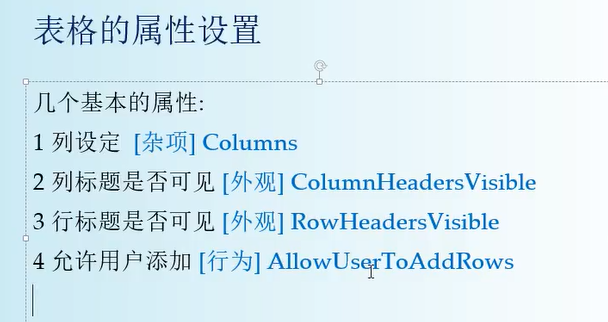 表格的属性设置
几个基本的属性:
1 列设定 [杂项] Columns
2 列标题是否可见 [外观] ColumnHeadersVisible
3 行标题是否可见 [外观] RowHeadersVisible
4 允许用户添加 [行为] AllowUserToAddRows